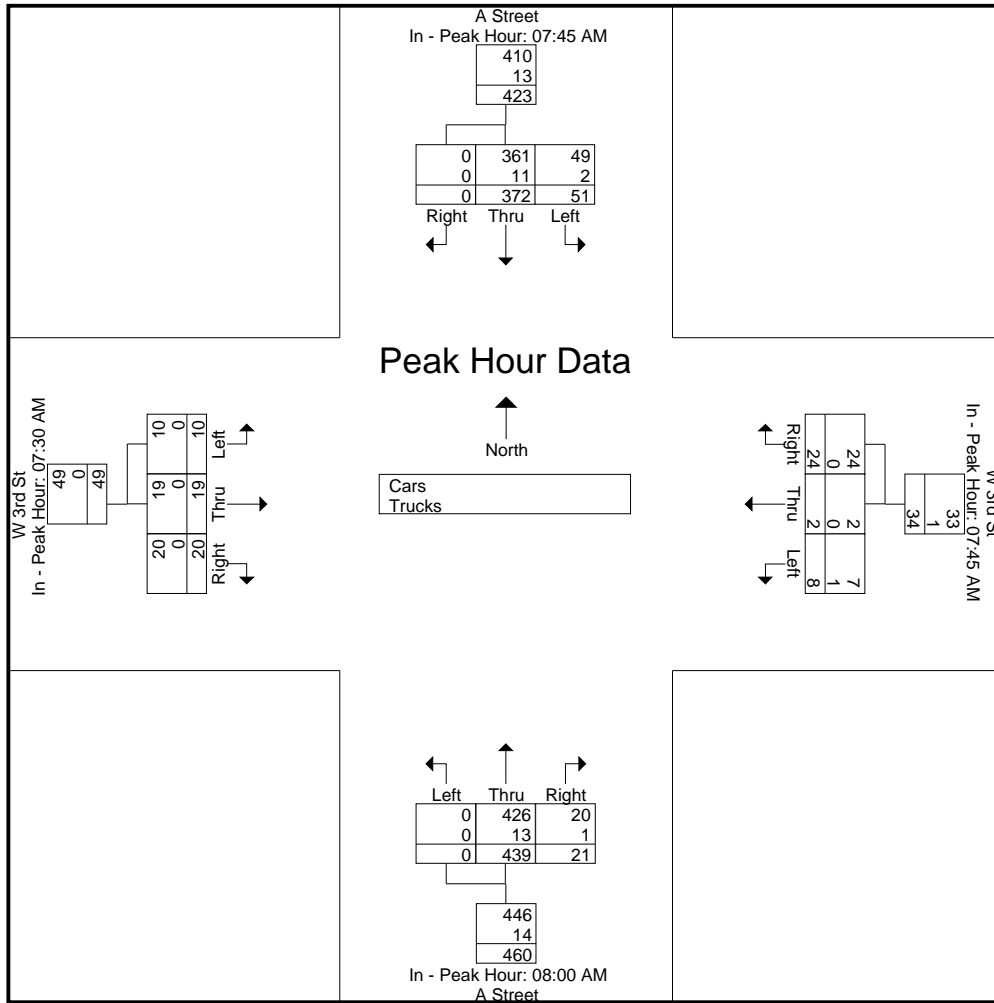 A Street
In - Peak Hour: 07:45 AM
410
13
423
0 361 49
0 11 2
0 372 51
Right Thru Left
Peak Hour Data
North
Cars
Trucks
W 3rd St
In - Peak Hour: 07:30 AM
49
0
49
Left
10
0
10
Thru
19
0
19
Right
20
0
20
W 3rd St
In - Peak Hour: 07:45 AM
33
1
34
Right
24
0
24
Thru
2
0
2
Left
7
1
8
Left Thru Right
0 426 20
0 13 1
0 439 21
446
14
460
In - Peak Hour: 08:00 AM
A Street